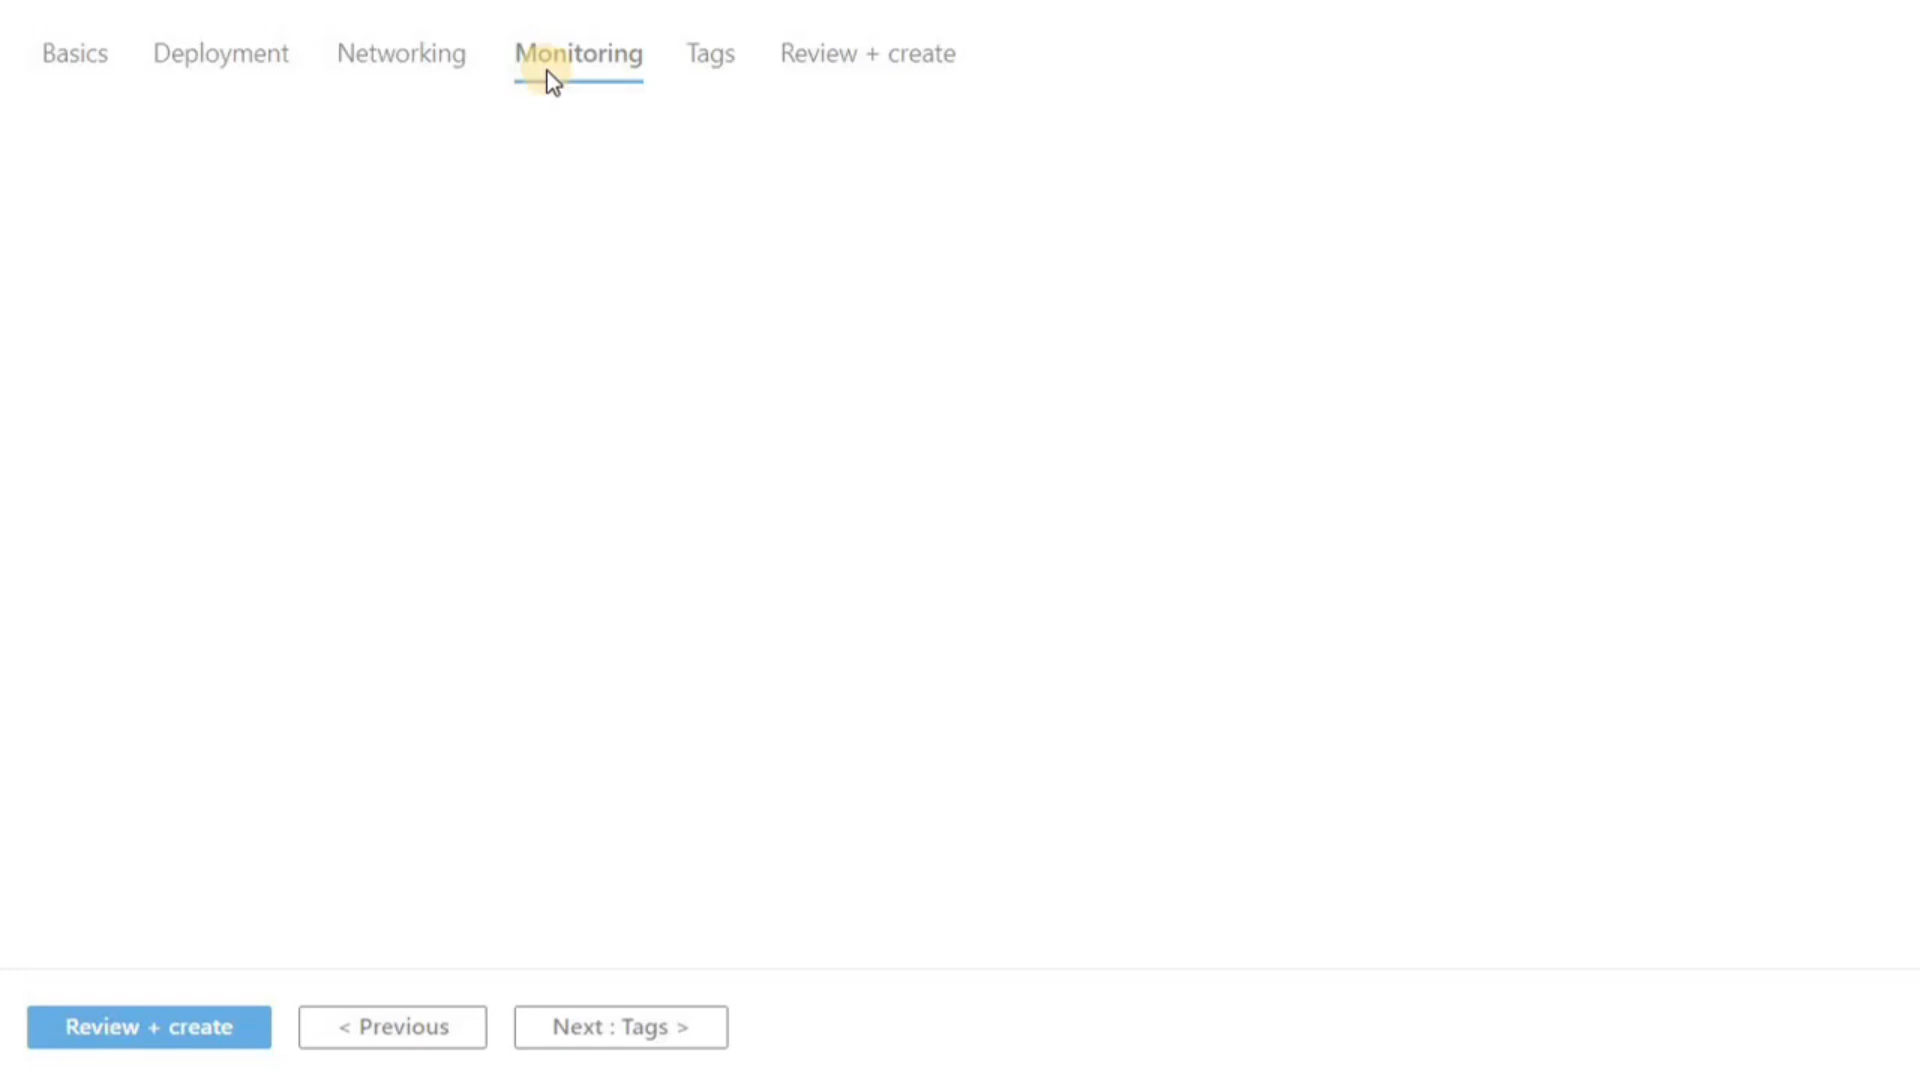 Basics Deployment Networking Monitoring Tags Review + create
Review + create < Previous Next : Tags >